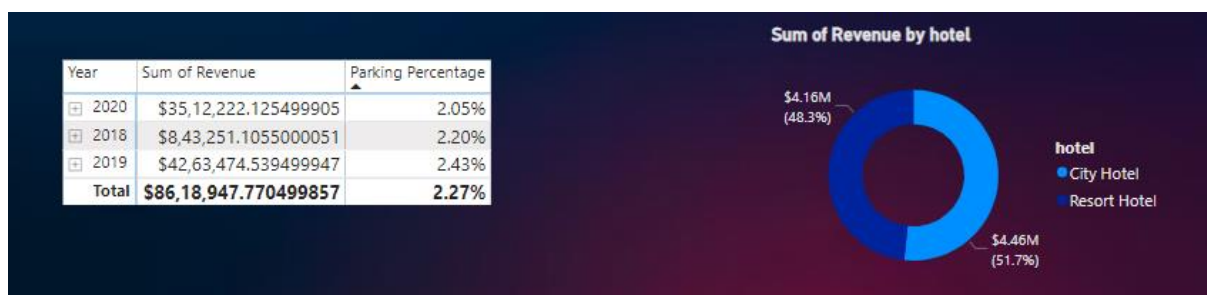 Year Sum of Revenue Parking Percentage
2020 $35,12,222.125499905 2.05%
2018 $8,43,251.1055000051 2.20%
2019 $42,63,474.539499947 2.43%
Total $86,18,947.770499857 2.27%
Sum of Revenue by hotel
$4.16M
(48.3%)
hotel
City Hotel
Resort Hotel
$4.46M
(51.7%)